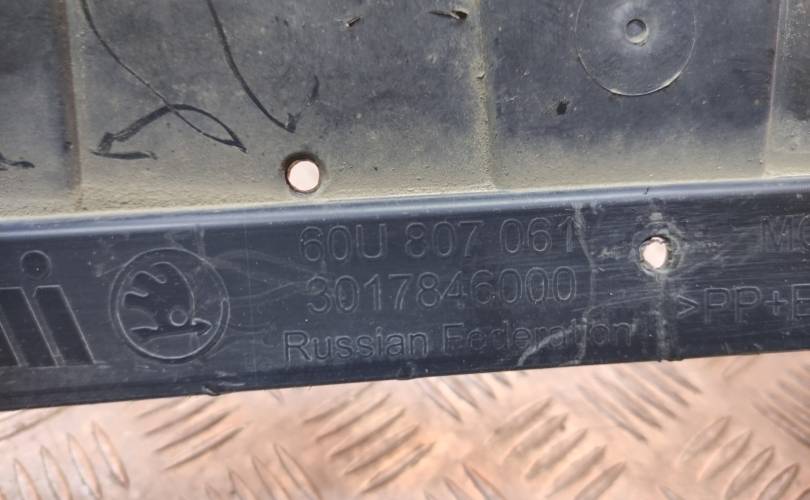 60U 807 061
3017846000
Russian Federation
>PP+E